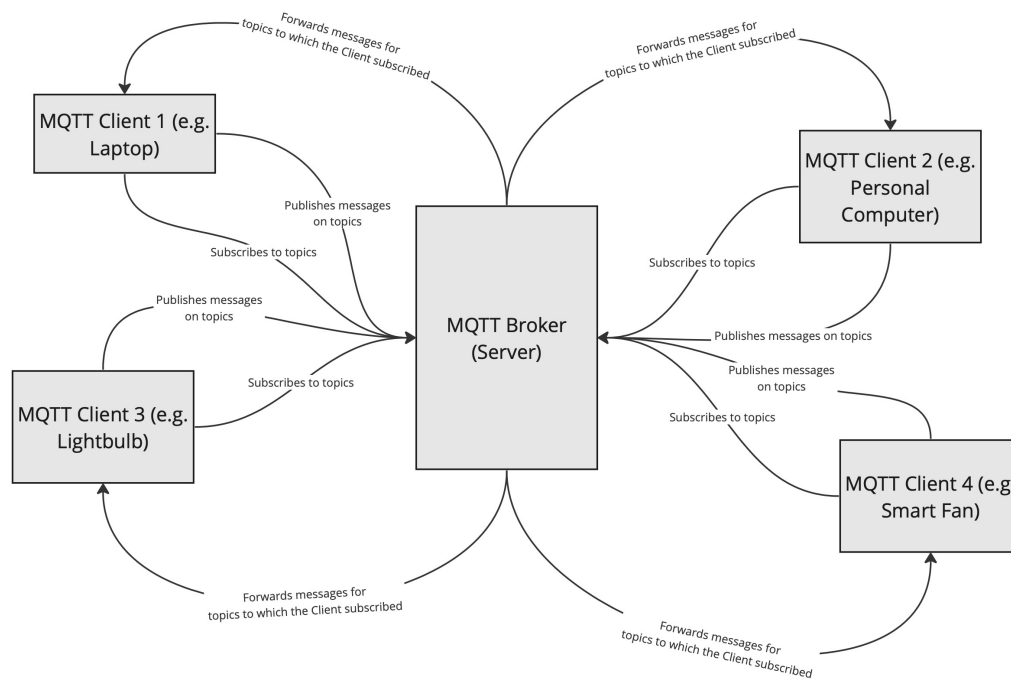 Forwards messages for
topics to which the Client subscribed
Forwards messages for
topics to which the Client subscribed
MQTT Client 1 (e.g.
Laptop)
MQTT Client 2 (e.g.
Personal
Computer)
Publishes messages
on topics
Subscribes to topics
Subscribes to topics
Publishes messages
on topics
MQTT Broker
(Server)
Publishes messages on topics
Publishes messages
on topics
Subscribes to topics
Subscribes to topics
MQTT Client 3 (e.g.
Lightbulb)
MQTT Client 4 (e.g
Smart Fan)
Forwards messages for
topics to which the Client subscribed
Forwards messages for
topics to which the Client subscribed